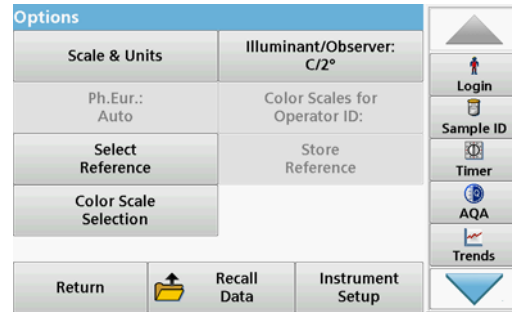 Options
Scale & Units
Illuminant/Observer:
C/2°
Ph.Eur.:
Auto
Color Scales for
Operator ID:
Select
Reference
Store
Reference
Color Scale
Selection
Return
Recall
Data
Instrument
Setup
Login
Sample ID
Timer
AQA
Trends